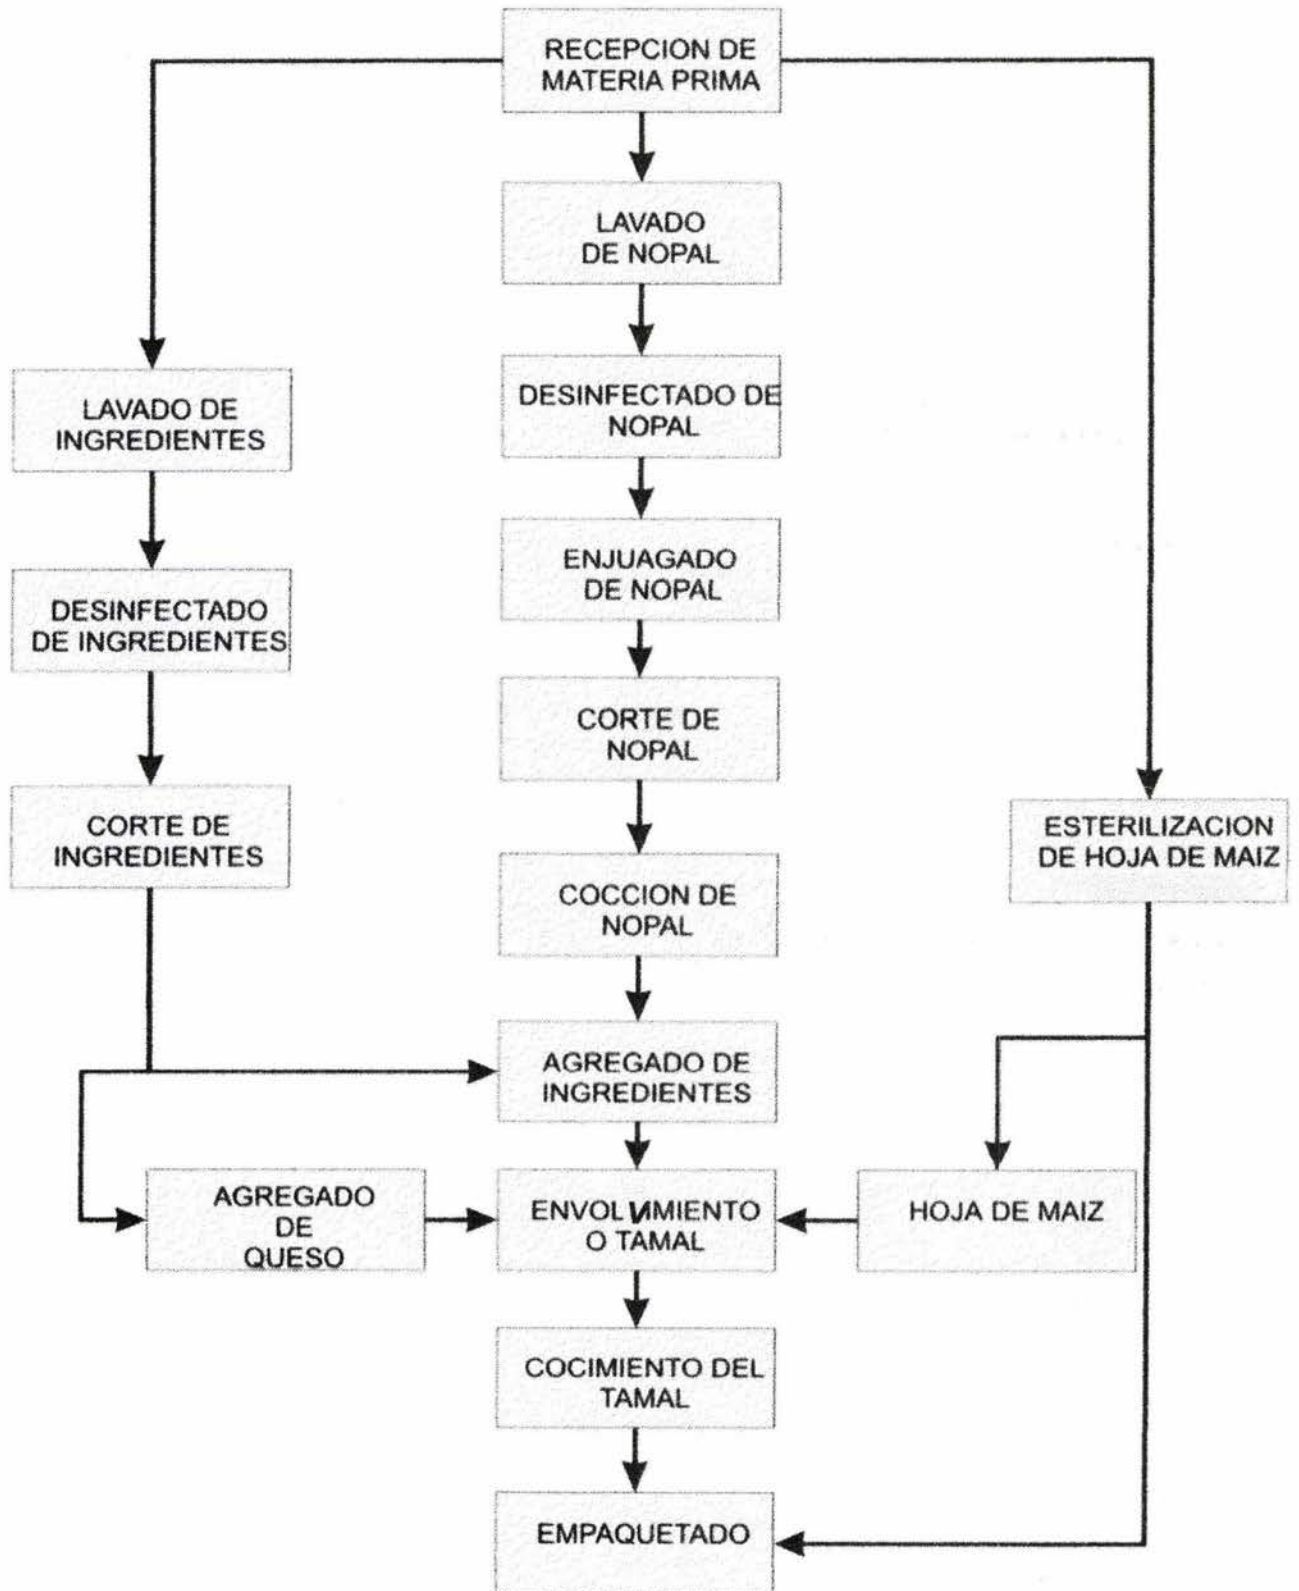 RECEPCION DE
MATERIA PRIMA
LAVADO
DE NOPAL
DESINFECTADO DE
NOPAL
LAVADO DE
INGREDIENTES
ENJUAGADO
DE NOPAL
DESINFECTADO
DE INGREDIENTES
CORTE DE
NOPAL
CORTE DE
INGREDIENTES
ESTERILIZACION
DE HOJA DE MAIZ
COCCION DE
NOPAL
AGREGADO DE
INGREDIENTES
AGREGADO
DE
QUESO
ENVOLVIMIENTO
O TAMAL
HOJA DE MAIZ
COCIMIENTO DEL
TAMAL
EMPAQUETADO